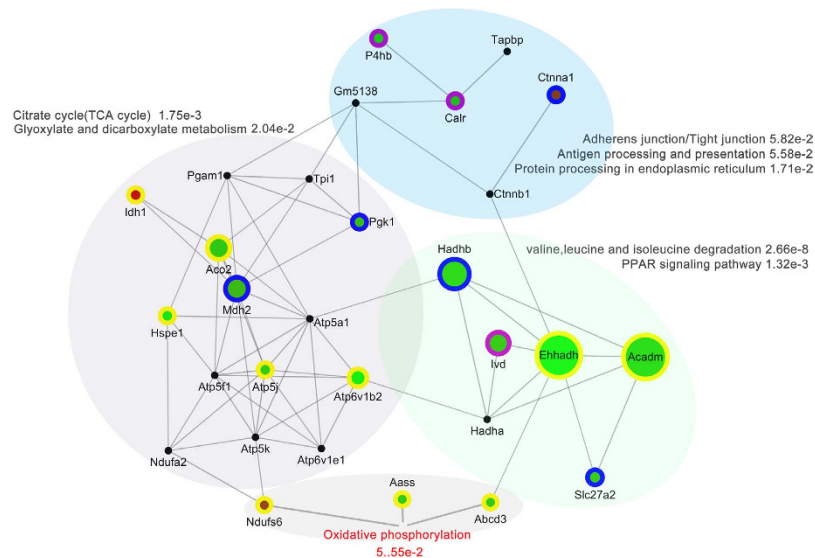 P4hb
Tapbp
Ctnna1
Gm5138
Calr
Citrate cycle(TCA cycle) 1.75e-3
Glyoxylate and dicarboxylate metabolism 2.04e-2
Adherens junction/Tight junction 5.82e-2
Antigen processing and presentation 5.58e-2
Protein processing in endoplasmic reticulum 1.71e-2
Pgam1
Tpi1
Ctnnb1
Idh1
Pgk1
Hadhb
valine,leucine and isoleucine degradation 2.66e-8
PPAR signaling pathway 1.32e-3
Aco2
Mdh2
Atp5a1
Hspe1
Ivd
Ehhadh
Acadm
Atp5f1
Atp5j
Atp6v1b2
Hadha
Atp5k
Atp6v1e1
Ndufa2
Slc27a2
Aass
Ndufs6
Abcd3
Oxidative phosphorylation
5..55e-2